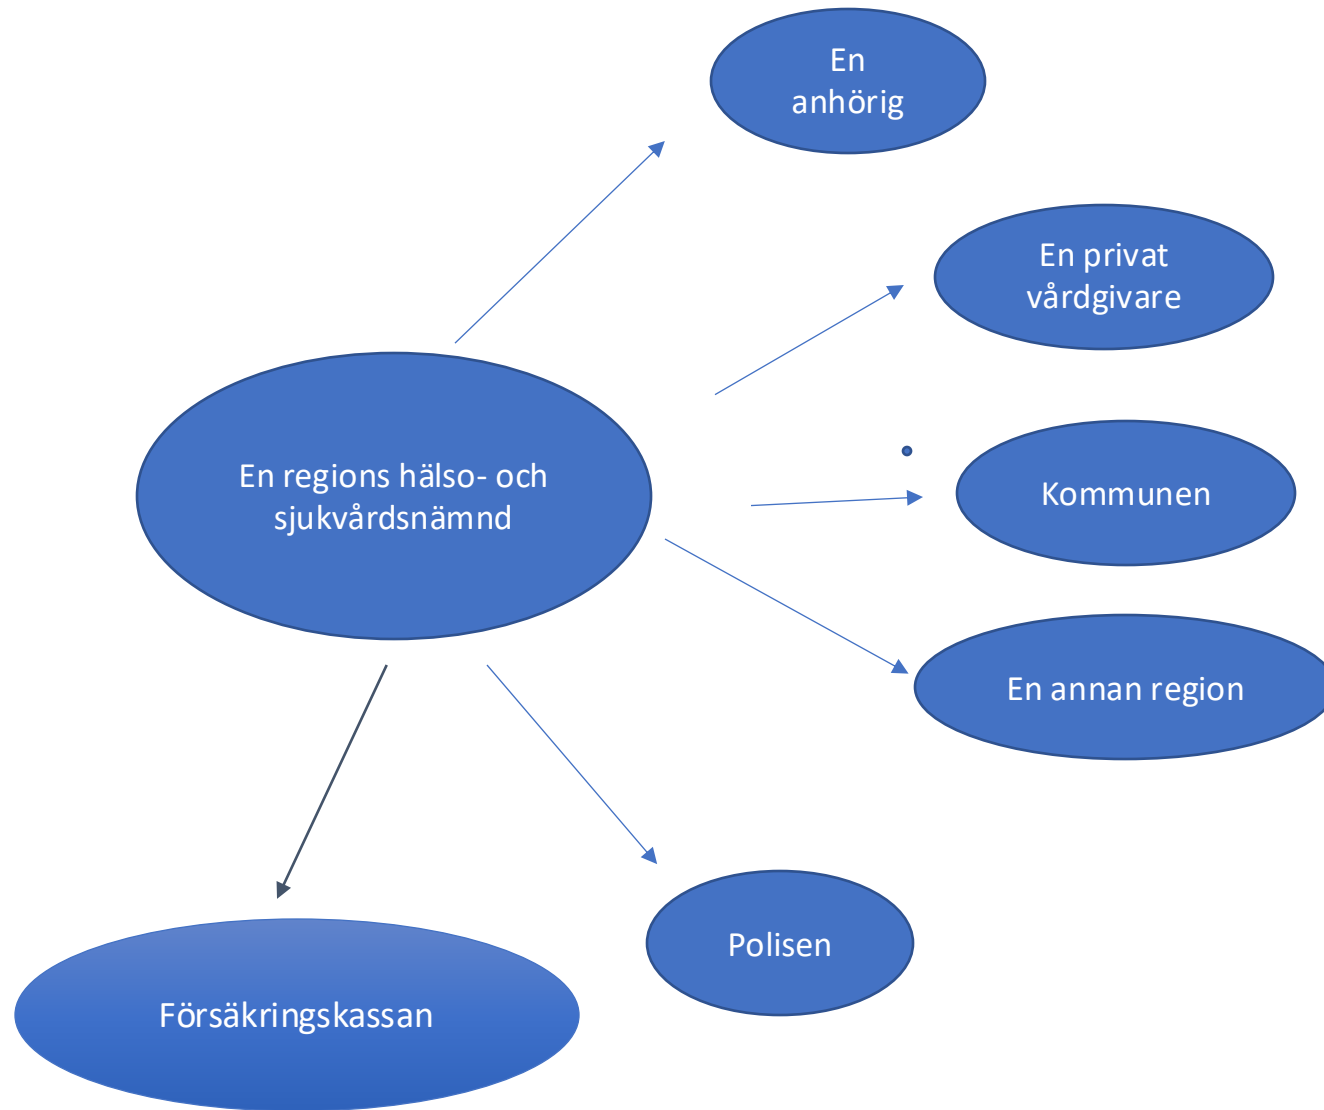 En
anhörig
En privat
vårdgivare
En regions hälso- och
sjukvårdsnämnd
Kommunen
En annan region
Polisen
Försäkringskassan